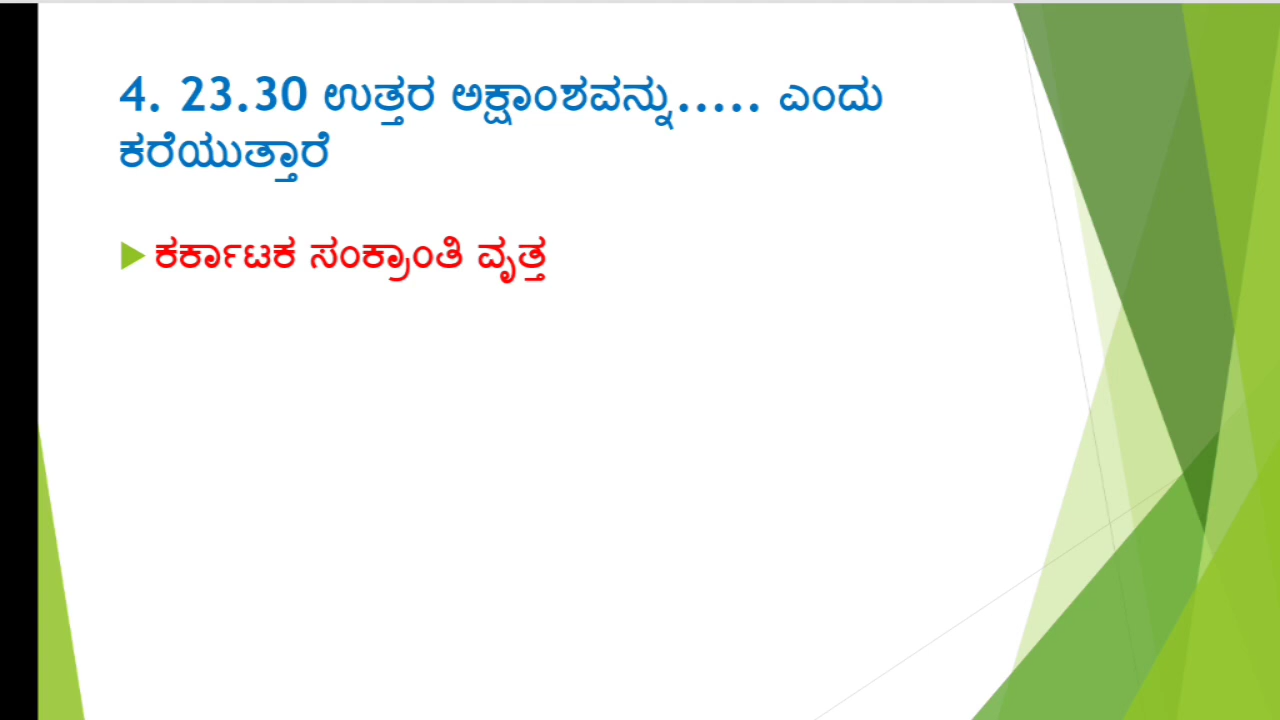 4. 23.30 ಉತ್ತರ ಅಕ್ಷಾಂಶವನ್ನು..... ಎಂದು
ಕರೆಯುತ್ತಾರೆ
ಕರ್ಕಾಟಕ ಸಂಕ್ರಾಂತಿ ವೃತ್ತ